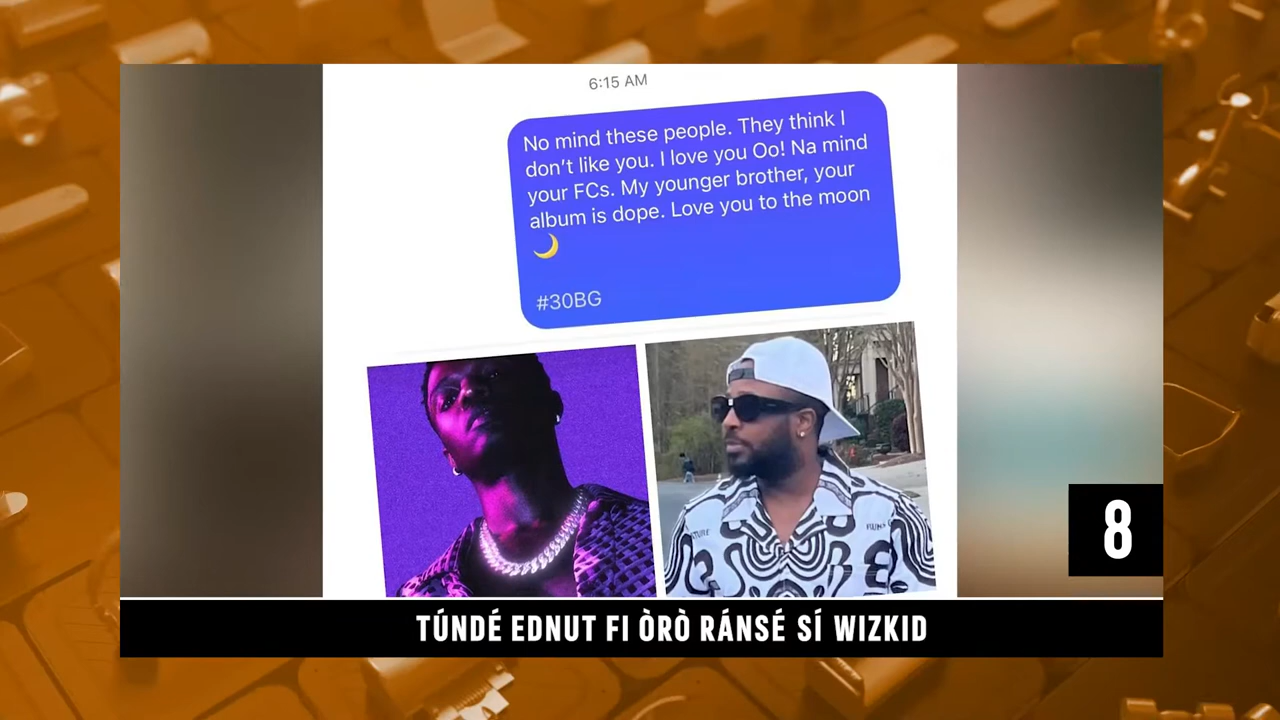 6:15 AM
No mind these people. They think I
don't like you. I love you Oo! Na mind
your FCs. My younger brother, your
album is dope. Love you to the moon
🌙
#30BG
8
TÚNDÉ EDNUT FI ÒRÒ RÁNSÉ SÍ WIZKID